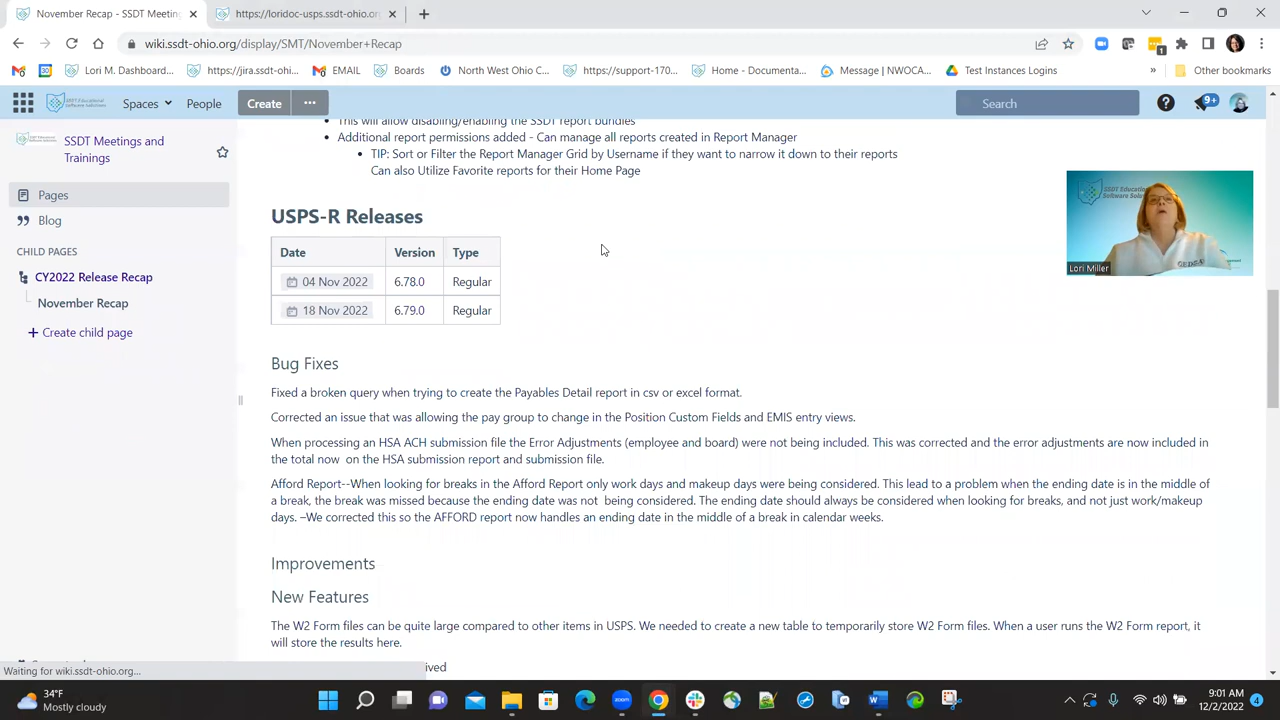 November Recap - SSDT Meeting
https://loridoc-usps.ssdt-ohio.org
wiki.ssdt-ohio.org/display/SMT/November+Recap
Lori M. Dashboard...
https://jira.ssdt-ohi...
EMAIL
Boards
North West Ohio C...
https://support-170...
Home - Documenta...
Message | NWOCA...
Test Instances Logins
»
Other bookmarks
Spaces
People
Create
Search
9+
SSDT Meetings and
Trainings
Pages
Blog
CHILD PAGES
CY2022 Release Recap
November Recap
+ Create child page
This will allow disabling/enabling the SSDT report bundles
Additional report permissions added - Can manage all reports created in Report Manager
TIP: Sort or Filter the Report Manager Grid by Username if they want to narrow it down to their reports
Can also Utilize Favorite reports for their Home Page
USPS-R Releases
Date Version Type
04 Nov 2022 6.78.0 Regular
18 Nov 2022 6.79.0 Regular
Lori Miller
Bug Fixes
Fixed a broken query when trying to create the Payables Detail report in csv or excel format.
Corrected an issue that was allowing the pay group to change in the Position Custom Fields and EMIS entry views.
When processing an HSA ACH submission file the Error Adjustments (employee and board) were not being included. This was corrected and the error adjustments are now included in
the total now on the HSA submission report and submission file.
Afford Report--When looking for breaks in the Afford Report only work days and makeup days were being considered. This lead to a problem when the ending date is in the middle of
a break, the break was missed because the ending date was not being considered. The ending date should always be considered when looking for breaks, and not just work/makeup
days. –We corrected this so the AFFORD report now handles an ending date in the middle of a break in calendar weeks.
Improvements
New Features
The W2 Form files can be quite large compared to other items in USPS. We needed to create a new table to temporarily store W2 Form files. When a user runs the W2 Form report, it
will store the results here.
ived
Waiting for wiki.ssdt-ohio.org...
34°F
Mostly cloudy
9:01 AM
12/2/2022
4